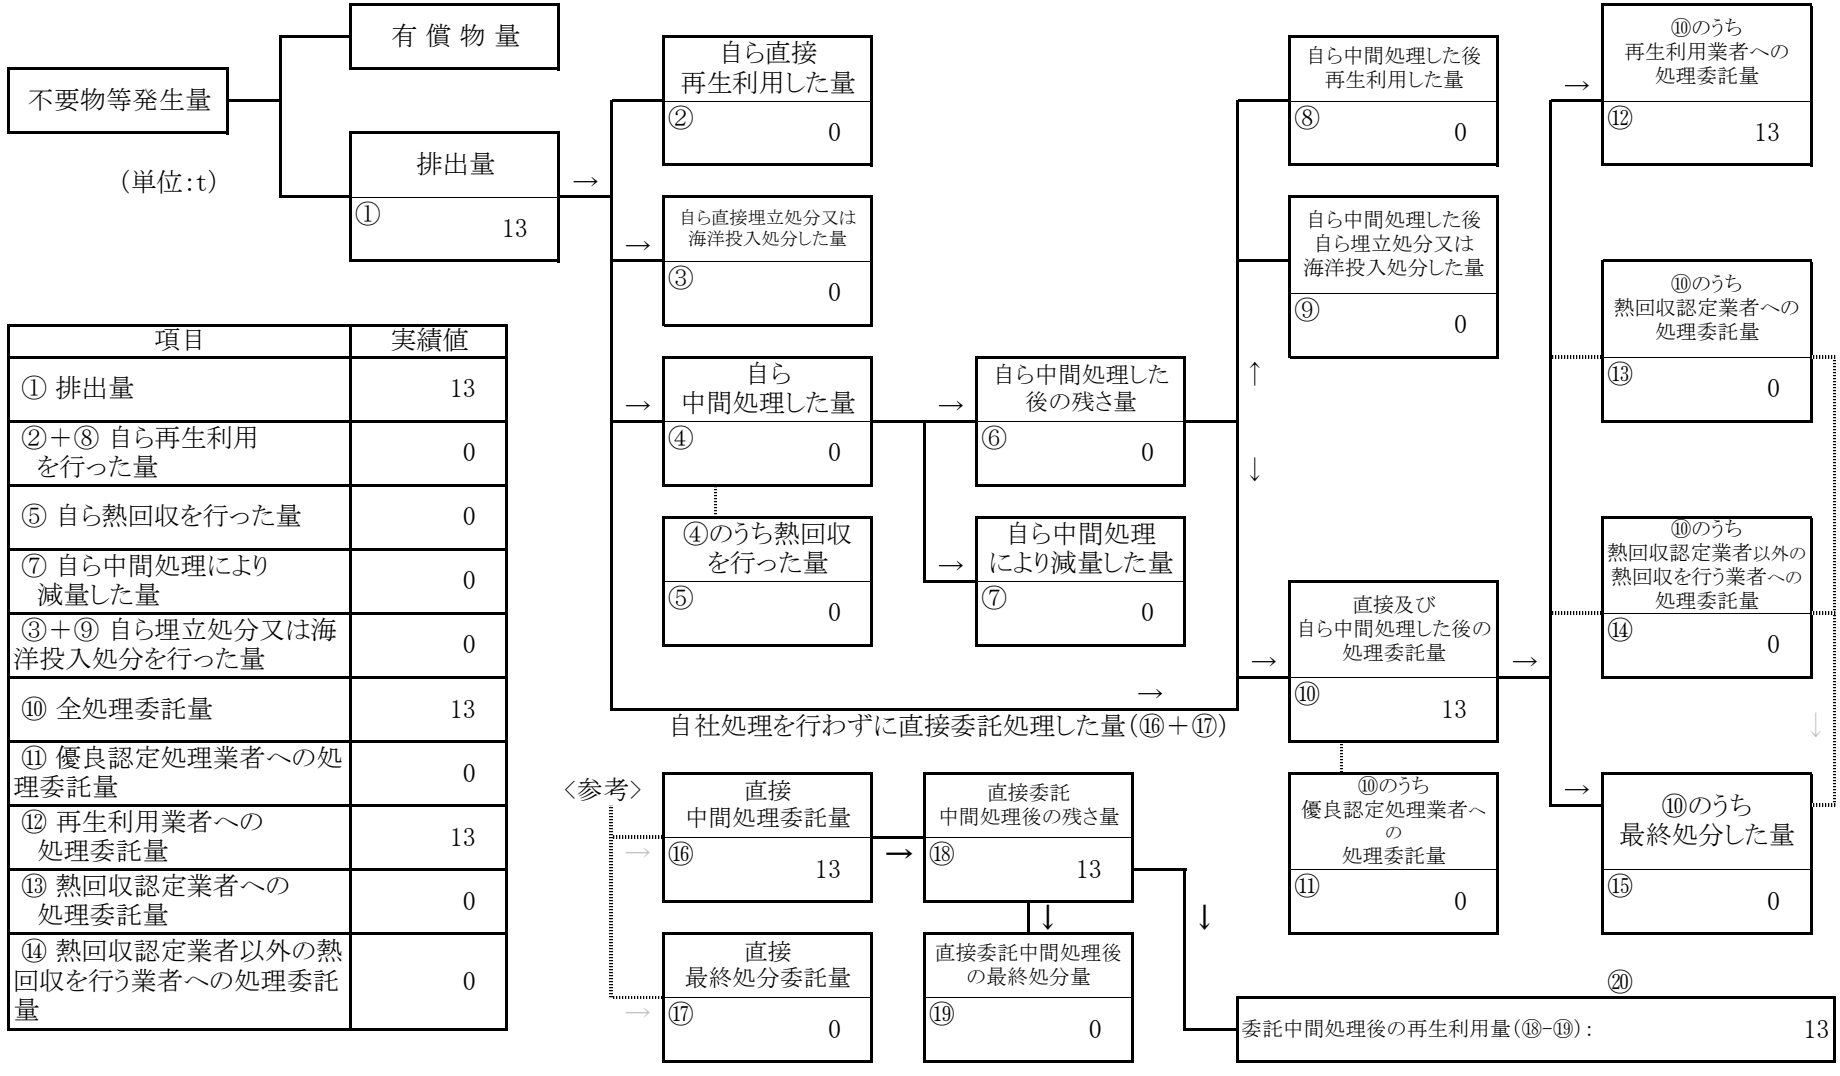 有 償 物 量
不要物等発生量
(単位:t)
排出量
①
13
→
自ら直接
再生利用した量
②
0
→
自ら直接埋立処分又は
海洋投入処分した量
③
0
→
自ら
中間処理した量
④
0
④のうち熱回収
を行った量
⑤
0
→
自ら中間処理した
後の残さ量
⑥
0
→
自ら中間処理
により減量した量
⑦
0
自ら中間処理した後
再生利用した量
⑧
0
自ら中間処理した後
自ら埋立処分又は
海洋投入処分した量
⑨
0
↑
↓
→
自社処理を行わずに直接委託処理した量(⑯+⑰)
→
直接及び
自ら中間処理した後の
処理委託量
⑩
13
⑩のうち
優良認定処理業者へ
の
処理委託量
⑪
0
→
→
⑩のうち
再生利用業者への
処理委託量
⑫
13
⑩のうち
熱回収認定業者への
処理委託量
⑬
0
⑩のうち
熱回収認定業者以外の
熱回収を行う業者への
処理委託量
⑭
0
↓
→
⑩のうち
最終処分した量
⑮
0
項目 実績値
① 排出量 13
②+⑧ 自ら再生利用
を行った量 0
⑤ 自ら熱回収を行った量 0
⑦ 自ら中間処理により
減量した量 0
③+⑨ 自ら埋立処分又は海
洋投入処分を行った量 0
⑩ 全処理委託量 13
⑪ 優良認定処理業者への処
理委託量 0
⑫ 再生利用業者への
処理委託量 13
⑬ 熱回収認定業者への
処理委託量 0
⑭ 熱回収認定業者以外の熱
回収を行う業者への処理委託
量 0
<参考>
→
直接
中間処理委託量
⑯
13
→
直接委託
中間処理後の残さ量
⑱
13
→
直接
最終処分委託量
⑰
0
↓
直接委託中間処理後
の最終処分量
⑲
0
↓
⑳
委託中間処理後の再生利用量(⑱-⑲): 13